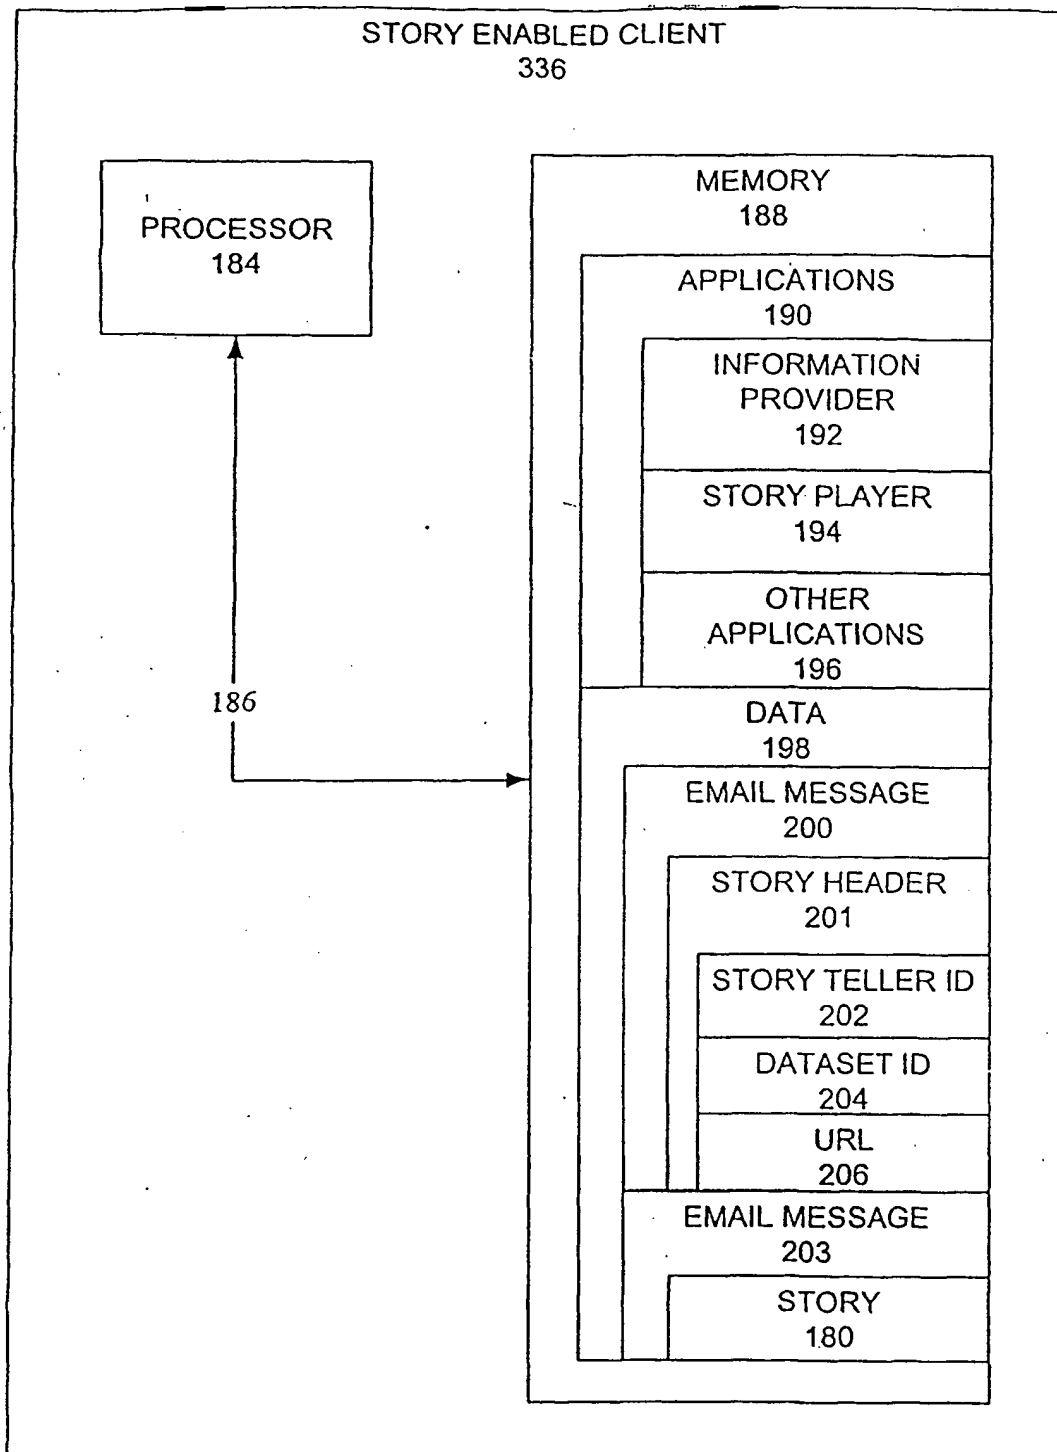 STORY ENABLED CLIENT
336
PROCESSOR
184
186
MEMORY
188
APPLICATIONS
190
INFORMATION
PROVIDER
192
STORY PLAYER
194
OTHER
APPLICATIONS
196
DATA
198
EMAIL MESSAGE
200
STORY HEADER
201
STORY TELLER ID
202
DATASET ID
204
URL
206
EMAIL MESSAGE
203
STORY
180